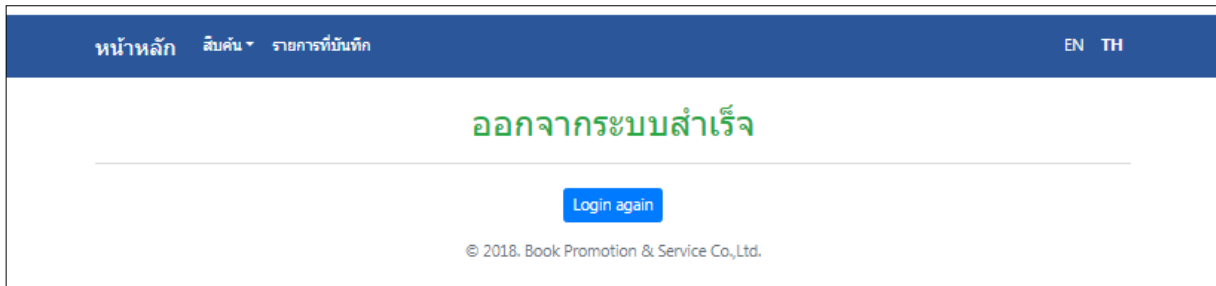 หน้าหลัก สืบค้น รายการที่บันทึก EN TH
ออกจากระบบสำเร็จ
Login again
© 2018. Book Promotion & Service Co.,Ltd.